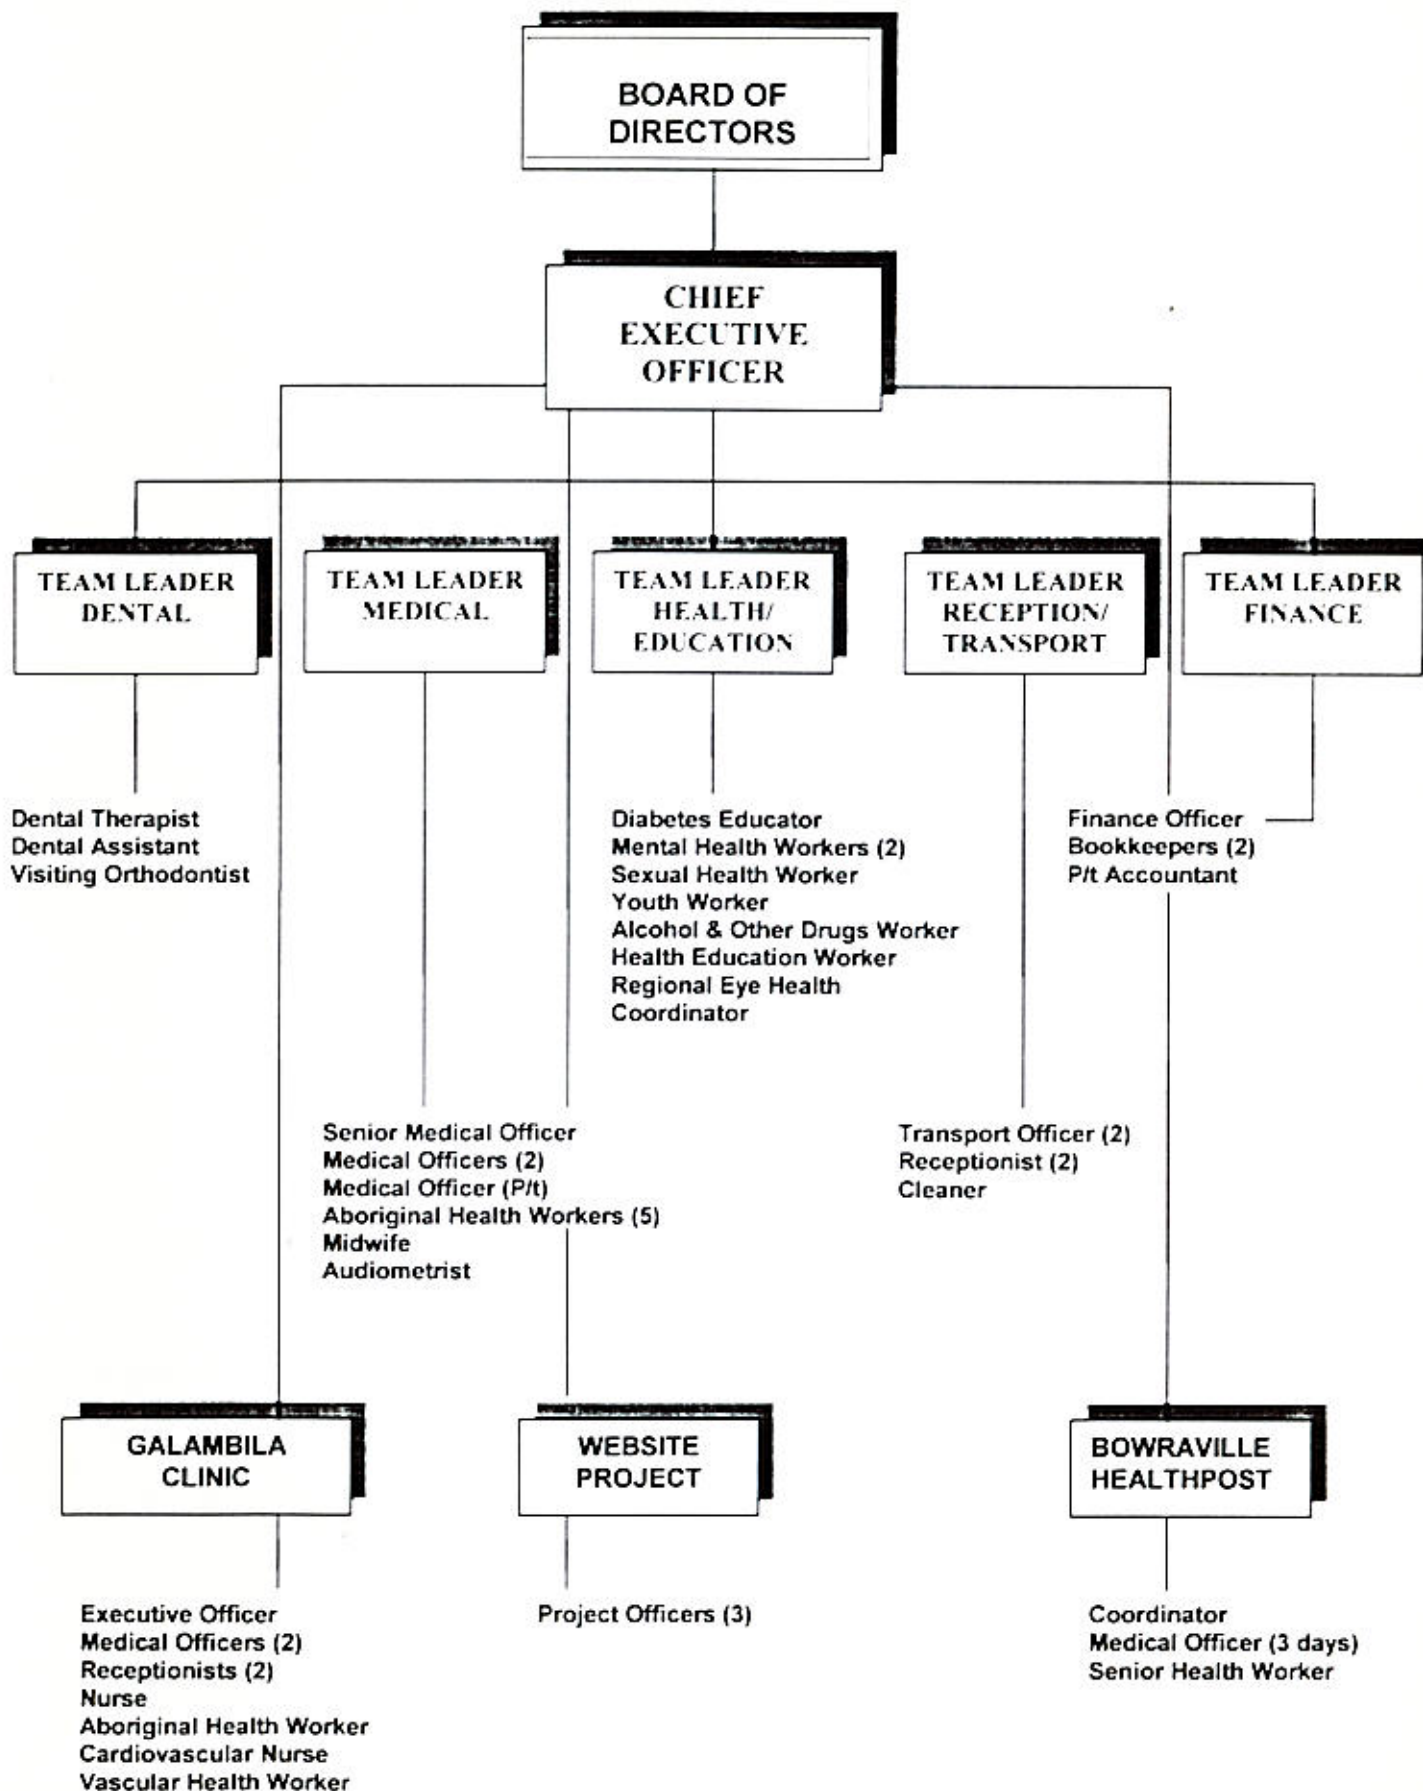 BOARD OF
DIRECTORS
CHIEF
EXECUTIVE
OFFICER
TEAM LEADER
DENTAL
TEAM LEADER
MEDICAL
TEAM LEADER
HEALTH/
EDUCATION
TEAM LEADER
RECEPTION/
TRANSPORT
TEAM LEADER
FINANCE
Dental Therapist
Dental Assistant
Visiting Orthodontist
Diabetes Educator
Mental Health Workers (2)
Sexual Health Worker
Youth Worker
Alcohol & Other Drugs Worker
Health Education Worker
Regional Eye Health
Coordinator
Finance Officer
Bookkeepers (2)
P/t Accountant
Senior Medical Officer
Medical Officers (2)
Medical Officer (P/t)
Aboriginal Health Workers (5)
Midwife
Audiometrist
Transport Officer (2)
Receptionist (2)
Cleaner
GALAMBILA
CLINIC
WEBSITE
PROJECT
BOWRAVILLE
HEALTHPOST
Executive Officer
Medical Officers (2)
Receptionists (2)
Nurse
Aboriginal Health Worker
Cardiovascular Nurse
Vascular Health Worker
Project Officers (3)
Coordinator
Medical Officer (3 days)
Senior Health Worker